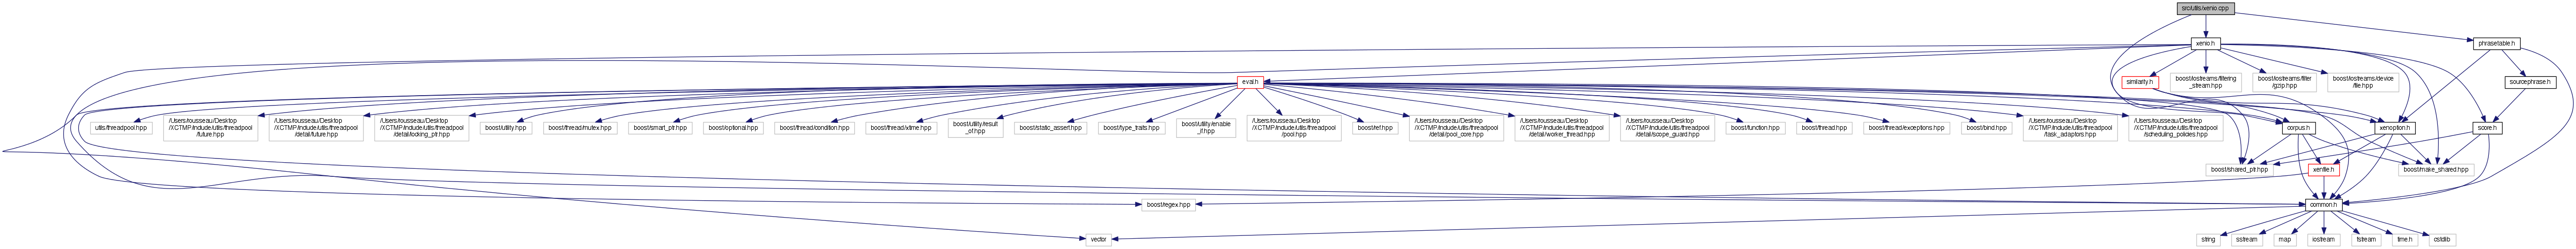 src/utils/xenio.cpp
xenio.h
phrasetable.h
eval.h
similarity.h
boost/iostreams/filtering
_stream.hpp
boost/iostreams/filter
/gzip.hpp
boost/iostreams/device
/file.hpp
sourcephrase.h
utils/threadpool.hpp
/Users/rousseau/Desktop
/XCTMP/include/utils/threadpool
/future.hpp
/Users/rousseau/Desktop
/XCTMP/include/utils/threadpool
/detail/future.hpp
/Users/rousseau/Desktop
/XCTMP/include/utils/threadpool
/detail/locking_ptr.hpp
boost/utility.hpp
boost/thread/mutex.hpp
boost/smart_ptr.hpp
boost/optional.hpp
boost/thread/condition.hpp
boost/thread/xtime.hpp
boost/utility/result
_of.hpp
boost/static_assert.hpp
boost/type_traits.hpp
boost/utility/enable
_if.hpp
/Users/rousseau/Desktop
/XCTMP/include/utils/threadpool
/pool.hpp
boost/ref.hpp
/Users/rousseau/Desktop
/XCTMP/include/utils/threadpool
/detail/pool_core.hpp
/Users/rousseau/Desktop
/XCTMP/include/utils/threadpool
/detail/worker_thread.hpp
/Users/rousseau/Desktop
/XCTMP/include/utils/threadpool
/detail/scope_guard.hpp
boost/function.hpp
boost/thread.hpp
boost/thread/exceptions.hpp
boost/bind.hpp
/Users/rousseau/Desktop
/XCTMP/include/utils/threadpool
/task_adaptors.hpp
/Users/rousseau/Desktop
/XCTMP/include/utils/threadpool
/scheduling_policies.hpp
corpus.h
xenoption.h
score.h
boost/shared_ptr.hpp
xenfile.h
boost/make_shared.hpp
boost/regex.hpp
common.h
vector
string
sstream
map
iostream
fstream
time.h
cstdlib